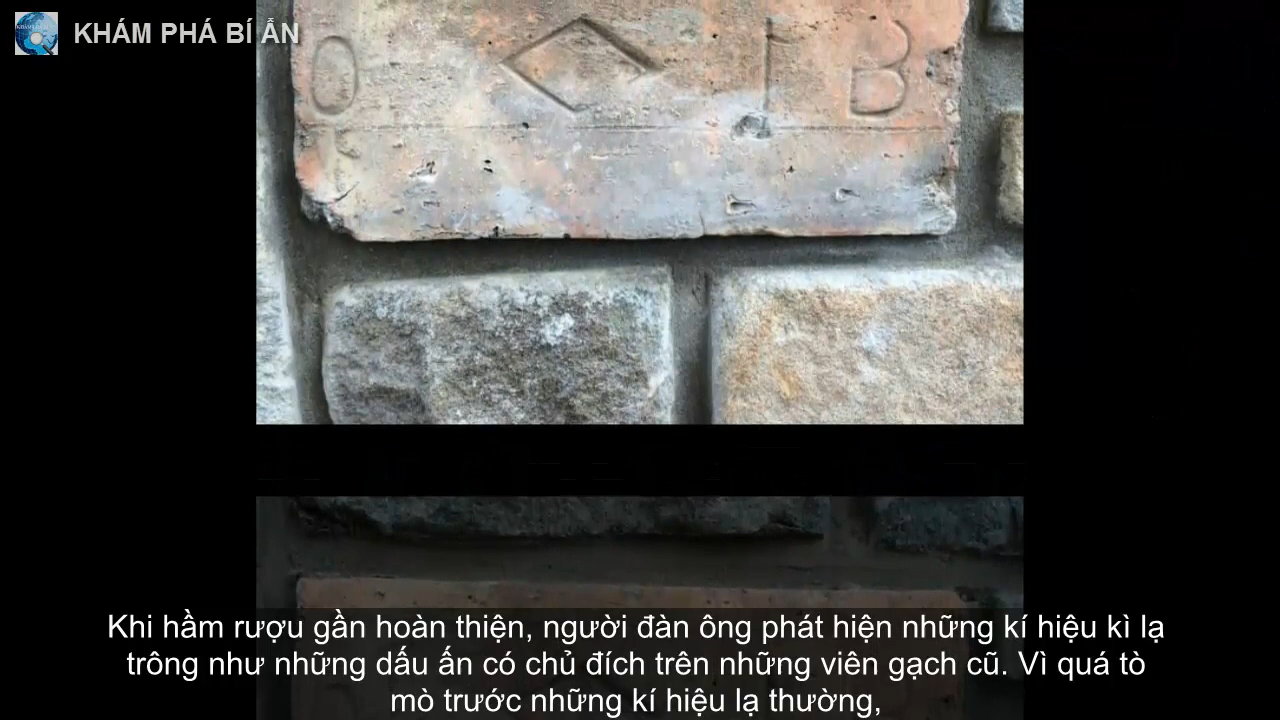 KHÁM PHÁ BÍ ẨN
O I B
Khi hầm rượu gần hoàn thiện, người đàn ông phát hiện những kí hiệu kì lạ
trông như những dấu ấn có chủ đích trên những viên gạch cũ. Vì quá tò
mò trước những kí hiệu lạ thường,